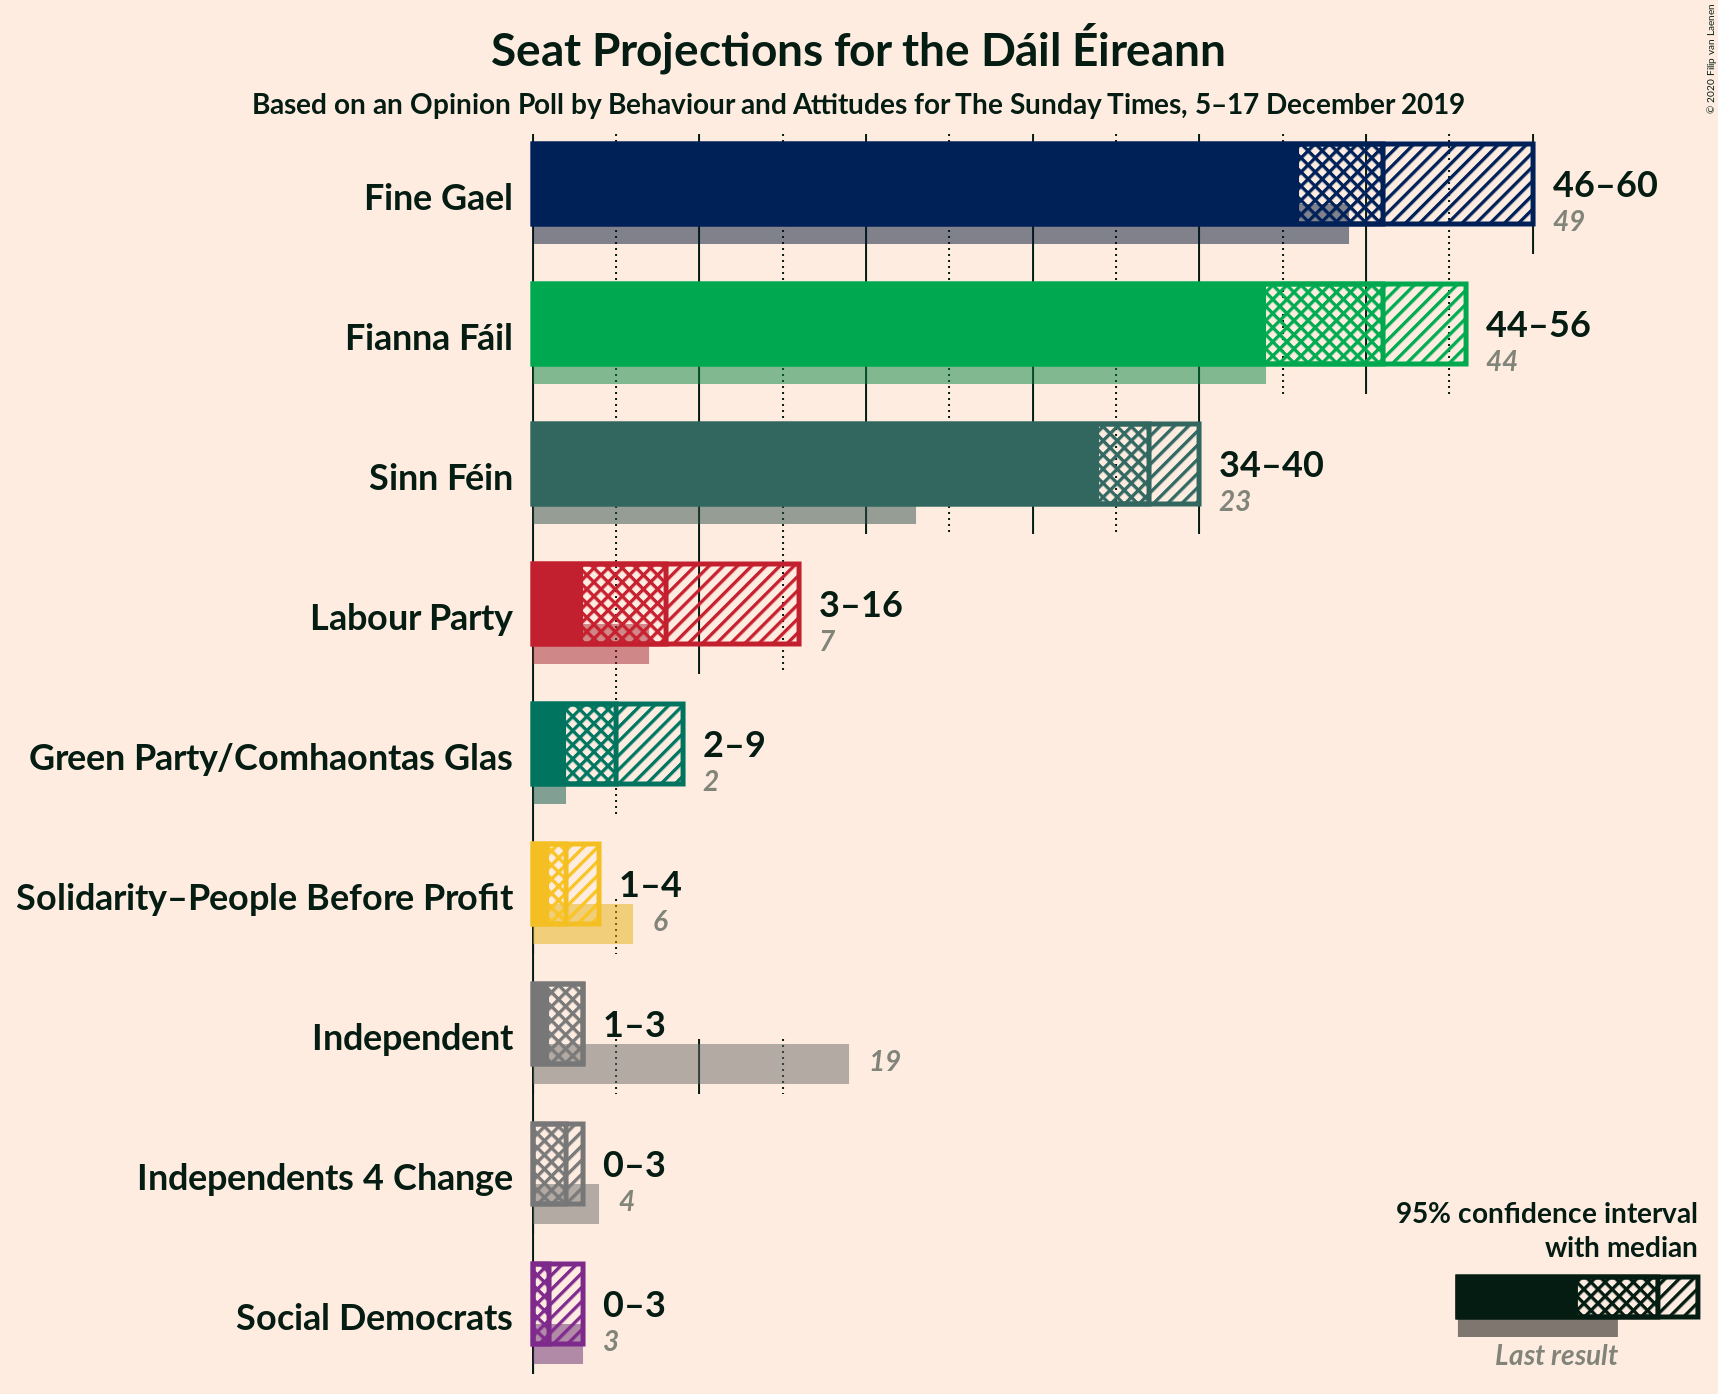 Seat Projections for the Dáil Éireann
Based on an Opinion Poll by Behaviour and Attitudes for The Sunday Times, 5–17 December 2019
© 2020 Filip van Laenen
Fine Gael
46–60
49
Fianna Fáil
44–56
44
Sinn Féin
34–40
23
Labour Party
3–16
7
Green Party/Comhaontas Glas
2–9
2
Solidarity–People Before Profit
1–4
6
Independent
1–3
19
Independents 4 Change
0–3
4
Social Democrats
0–3
3
95% confidence interval
with median
Last result